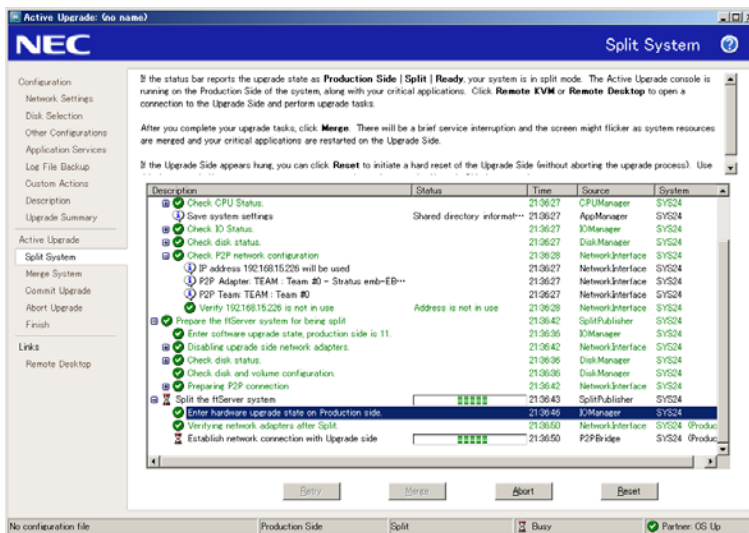 Active Upgrade: (no name)
NEC
Split System
Configuration
Network Settings
Disk Selection
Other Configurations
Application Services
Log File Backup
Custom Actions
Description
Upgrade Summary
Active Upgrade
Split System
Merge System
Commit Upgrade
Abort Upgrade
Finish
Links
Remote Desktop
If the status bar reports the upgrade state as Production Side | Split | Ready, your system is in split mode. The Active Upgrade console is
running on the Production Side of the system, along with your critical applications. Click Remote KVM or Remote Desktop to open a
connection to the Upgrade Side and perform upgrade tasks.
After you complete your upgrade tasks, click Merge. There will be a brief service interruption and the screen might flicker as system resources
are merged and your critical applications are restarted on the Upgrade Side.
If the Upgrade Side appears hung, you can click Reset to initiate a hard reset of the Upgrade Side (without aborting the upgrade process). Use
Description Status Time Source System
Check CPU Status. 21:36:27 CPUManager SYS24
Save system settings Shared directory informat… 21:36:27 AppManager SYS24
Check IO Status. 21:36:27 IOManager SYS24
Check disk status. 21:36:27 DiskManager SYS24
Check P2P network configuration 21:36:28 NetworkInterface SYS24
IP address 192.168.15.226 will be used 21:36:27 NetworkInterface SYS24
P2P Adapter: TEAM : Team #0 - Stratus emb-EB… 21:36:27 NetworkInterface SYS24
P2P Team: TEAM : Team #0 21:36:27 NetworkInterface SYS24
Verify 192.168.15.226 is not in use Address is not in use 21:36:28 NetworkInterface SYS24
Prepare the ftServer system for being split 21:36:42 SplitPublisher SYS24
Enter software upgrade state, production side is 11. 21:36:36 IOManager SYS24
Disabling upgrade side network adapters. 21:36:42 NetworkInterface SYS24
Check disk status. 21:36:36 DiskManager SYS24
Check disk and volume configuration. 21:36:36 DiskManager SYS24
Preparing P2P connection 21:36:42 NetworkInterface SYS24
Split the ftServer system 21:36:43 SplitPublisher SYS24
Enter hardware upgrade state on Production side. 21:36:46 IOManager SYS24
Verifying network adapters after Split. 21:36:50 NetworkInterface SYS24 (Produc
Establish network connection with Upgrade side 21:36:50 P2PBridge SYS24 (Produc
Retry Merge Abort Reset
No configuration file Production Side Split Busy Partner: OS Up